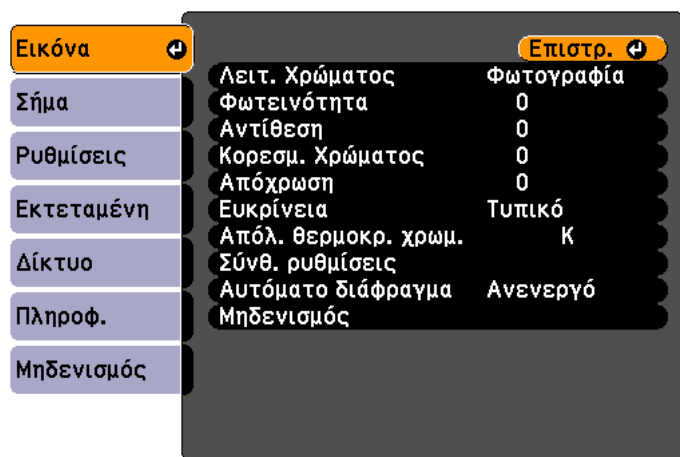 Εικόνα
Σήμα
Ρυθμίσεις
Εκτεταμένη
Δίκτυο
Πληροφ.
Μηδενισμός
Επιστρ.
Λειτ. Χρώματος Φωτογραφία
Φωτεινότητα 0
Αντίθεση 0
Κορεσμ. Χρώματος 0
Απόχρωση 0
Ευκρίνεια Τυπικό
Απόλ. θερμοκρ. χρωμ. K
Σύνθ. ρυθμίσεις
Αυτόματο διάφραγμα Ανενεργό
Μηδενισμός